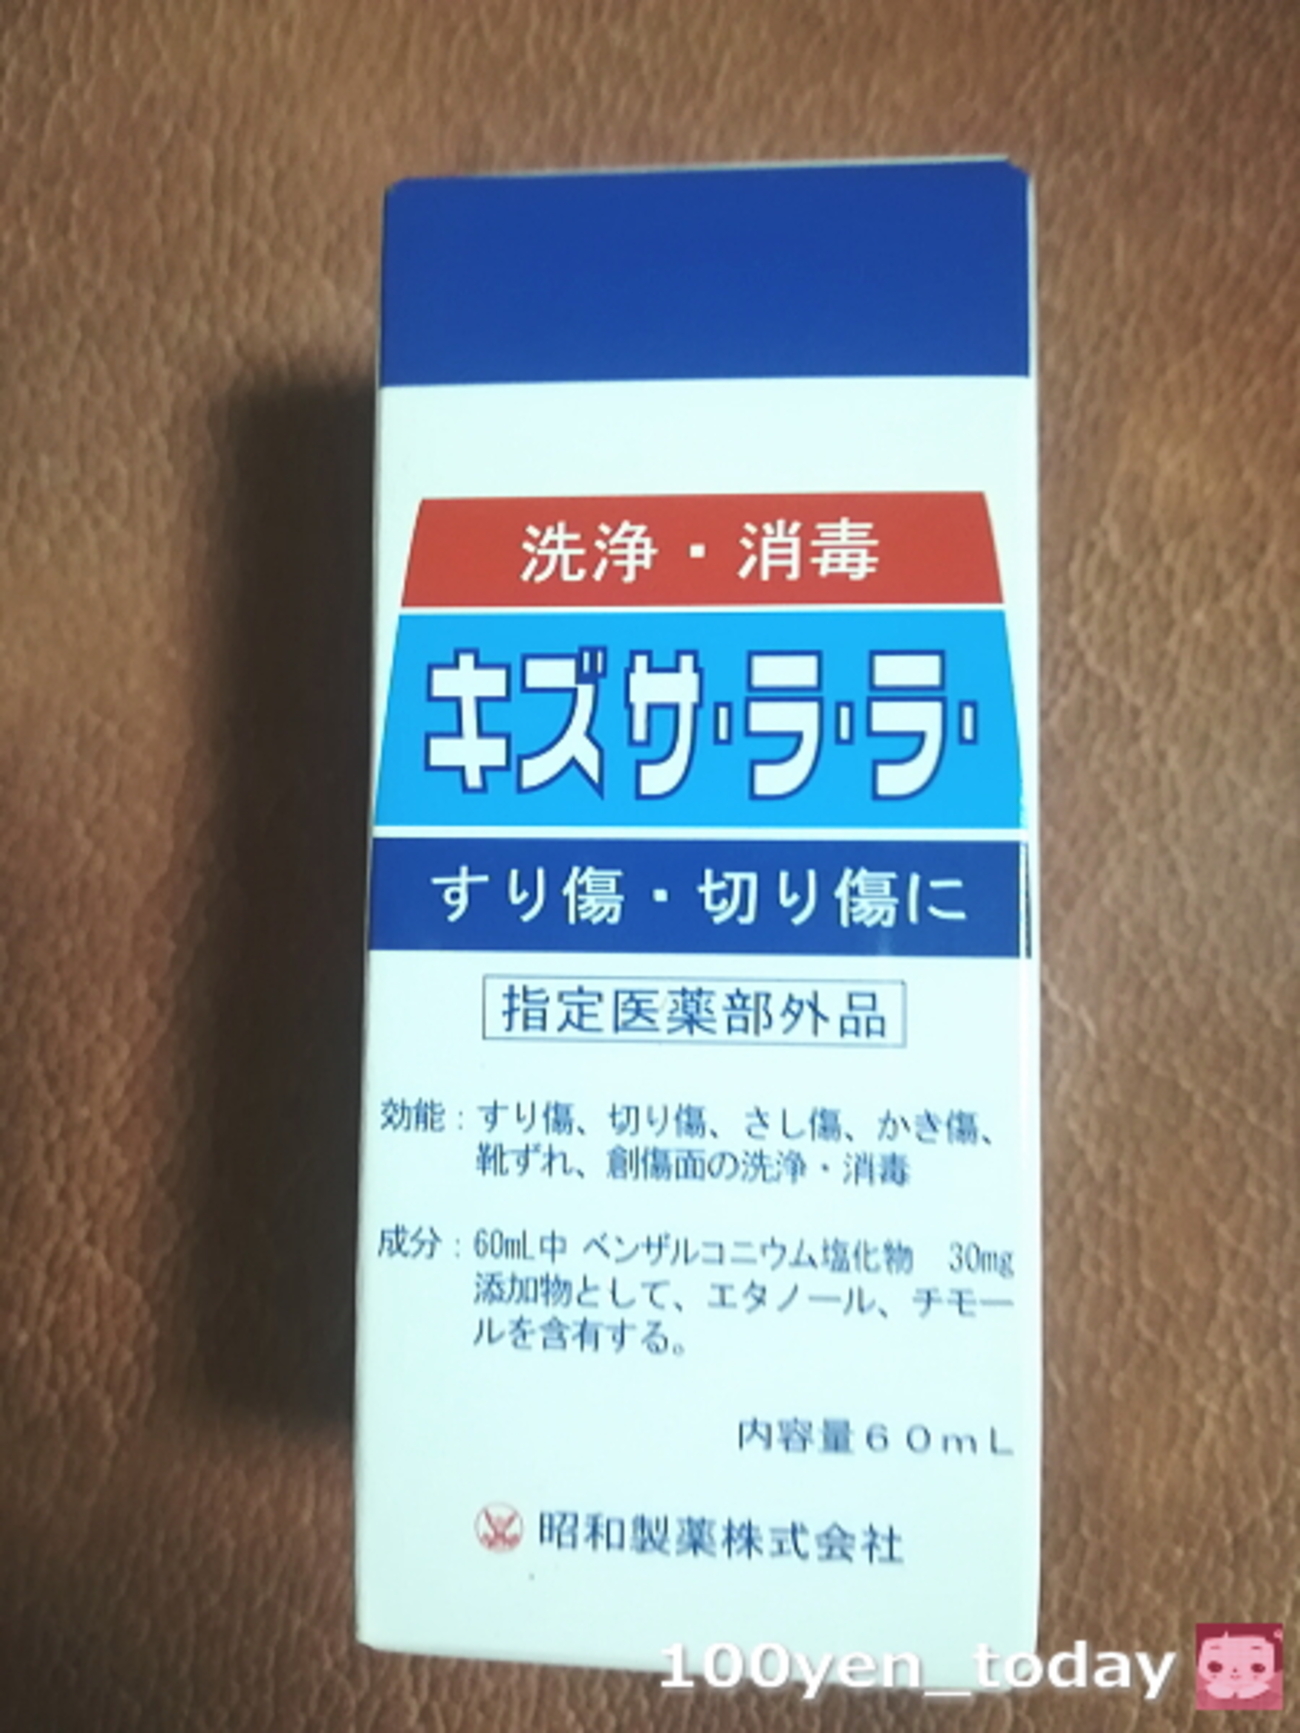 洗浄・消毒
キズサ・ラ・ラ・
すり傷・切り傷に
指定医薬部外品
効能：すり傷、切り傷、さし傷、かき傷、
靴ずれ、創傷面の洗浄・消毒
成分：60mL中 ベンザルコニウム塩化物　30mg
添加物として、エタノール、チモー
ルを含有する。
内容量６０ｍＬ
昭和製薬株式会社
100yen_today